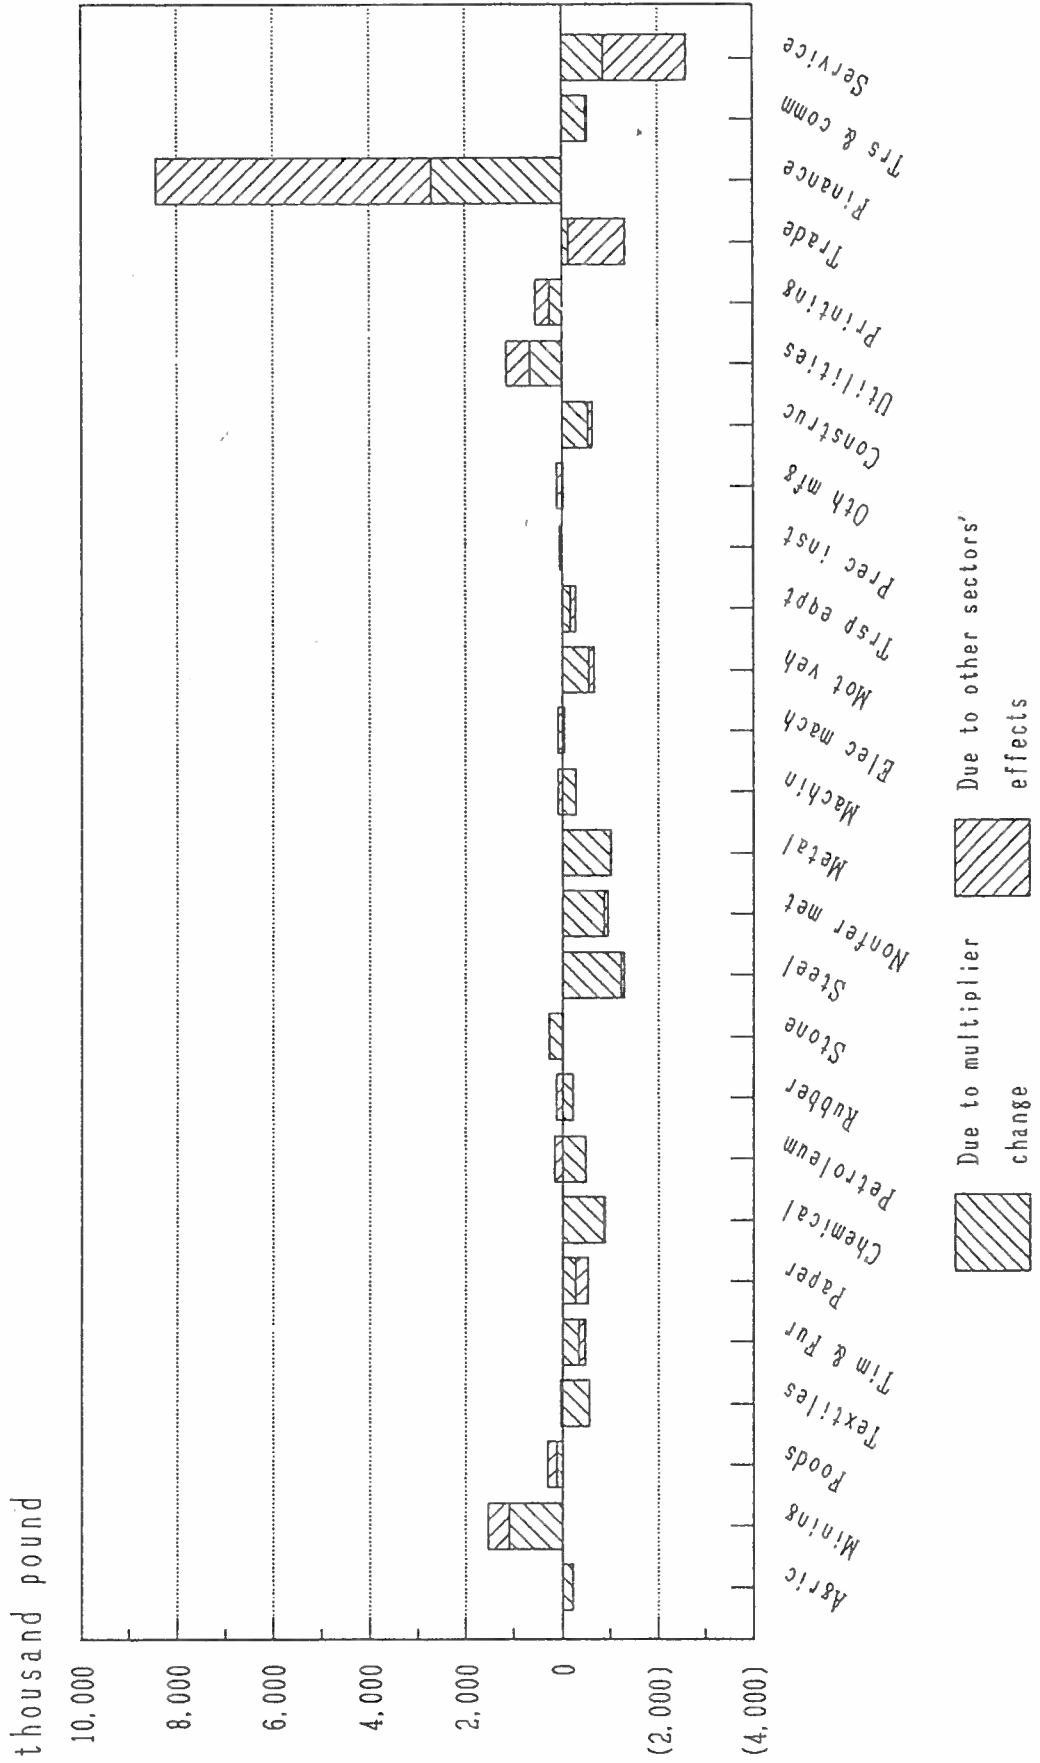 thousand pound
10,000
8,000
6,000
4,000
2,000
0
(2,000)
(4,000)
Agric
Mining
Foods
Textiles
Tim & Fur
Paper
Chemical
Petroleum
Rubber
Stone
Steel
Nonfer met
Metal
Machin
Elec mach
Mot veh
Trsp eqpt
Prec inst
Oth mfg
Construc
Utilities
Printing
Trade
Finance
Trs & comm
Service
Due to multiplier
change
Due to other sectors'
effects